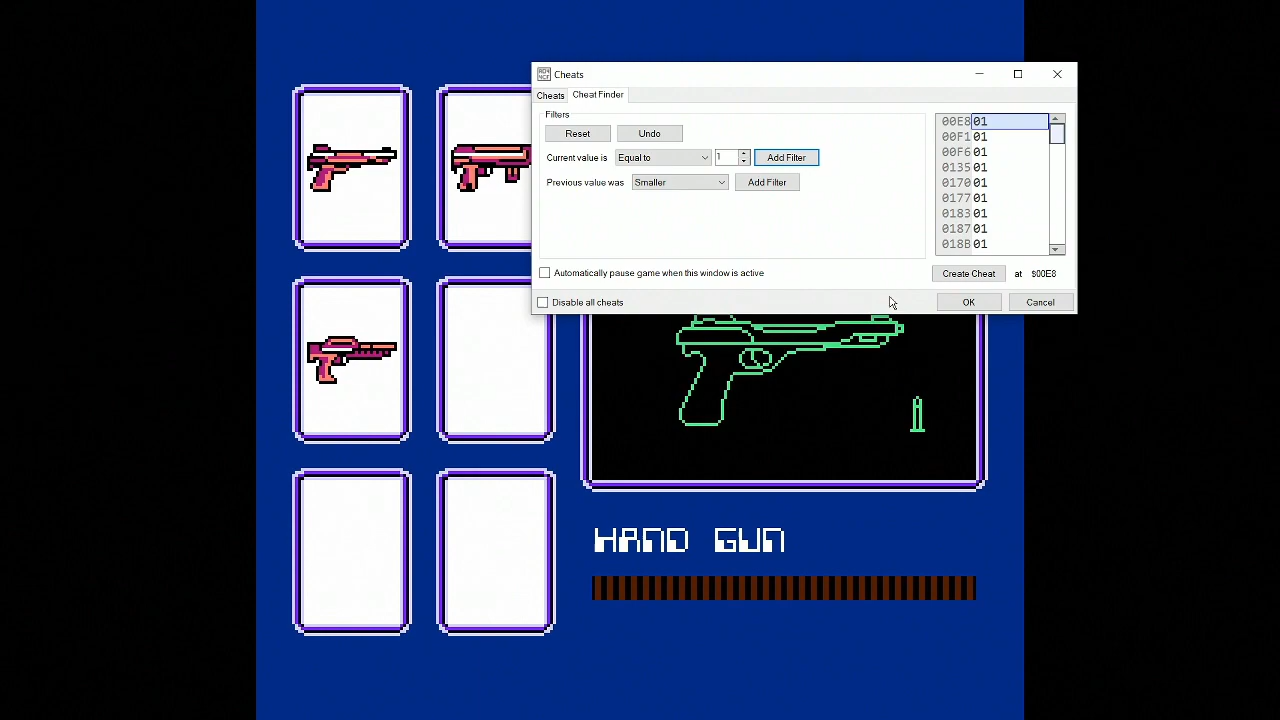 Cheats
Cheats Cheat Finder
Filters
Reset Undo
Current value is Equal to 1 Add Filter
Previous value was Smaller Add Filter
00E8 01
00F1 01
00F6 01
0135 01
0170 01
0177 01
0183 01
0187 01
018B 01
Automatically pause game when this window is active
Create Cheat at $00E8
Disable all cheats
OK Cancel
HAND GUN